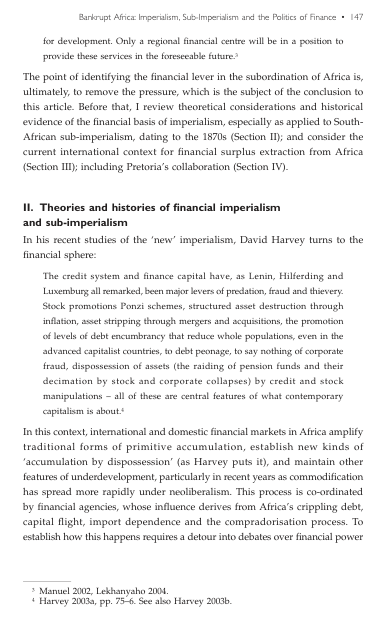 Bankrupt Africa: Imperialism, Sub-Imperialism and the Politics of Finance • 147
for development. Only a regional financial centre will be in a position to
provide these services in the foreseeable future.³
The point of identifying the financial lever in the subordination of Africa is,
ultimately, to remove the pressure, which is the subject of the conclusion to
this article. Before that, I review theoretical considerations and historical
evidence of the financial basis of imperialism, especially as applied to South-
African sub-imperialism, dating to the 1870s (Section II); and consider the
current international context for financial surplus extraction from Africa
(Section III); including Pretoria's collaboration (Section IV).
II. Theories and histories of financial imperialism
and sub-imperialism
In his recent studies of the 'new' imperialism, David Harvey turns to the
financial sphere:
The credit system and finance capital have, as Lenin, Hilferding and
Luxemburg all remarked, been major levers of predation, fraud and thievery.
Stock promotions Ponzi schemes, structured asset destruction through
inflation, asset stripping through mergers and acquisitions, the promotion
of levels of debt encumbrancy that reduce whole populations, even in the
advanced capitalist countries, to debt peonage, to say nothing of corporate
fraud, dispossession of assets (the raiding of pension funds and their
decimation by stock and corporate collapses) by credit and stock
manipulations – all of these are central features of what contemporary
capitalism is about.⁴
In this context, international and domestic financial markets in Africa amplify
traditional forms of primitive accumulation, establish new kinds of
'accumulation by dispossession' (as Harvey puts it), and maintain other
features of underdevelopment, particularly in recent years as commodification
has spread more rapidly under neoliberalism. This process is co-ordinated
by financial agencies, whose influence derives from Africa's crippling debt,
capital flight, import dependence and the compradorisation process. To
establish how this happens requires a detour into debates over financial power
³ Manuel 2002, Lekhanyaho 2004.
⁴ Harvey 2003a, pp. 75–6. See also Harvey 2003b.